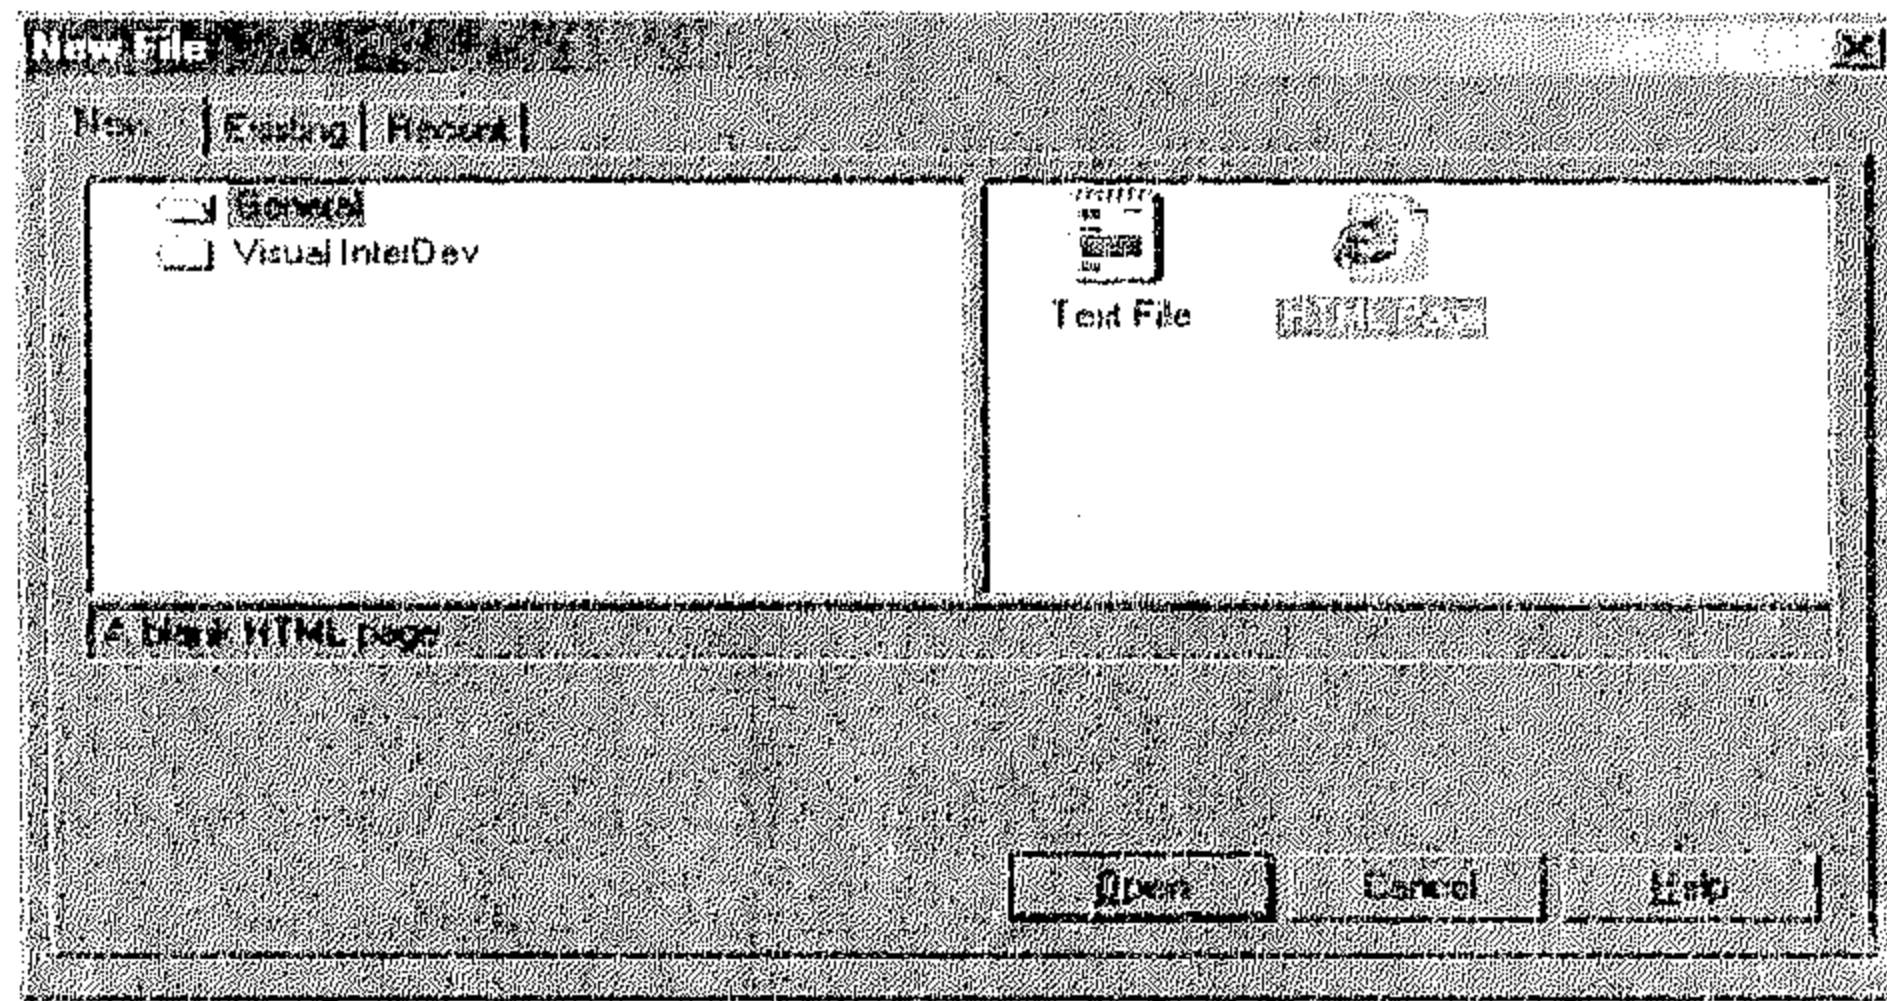 New File
New Existing Recent
General
Visual InterDev
Text File HTML Page
A blank HTML page
Open Cancel Help